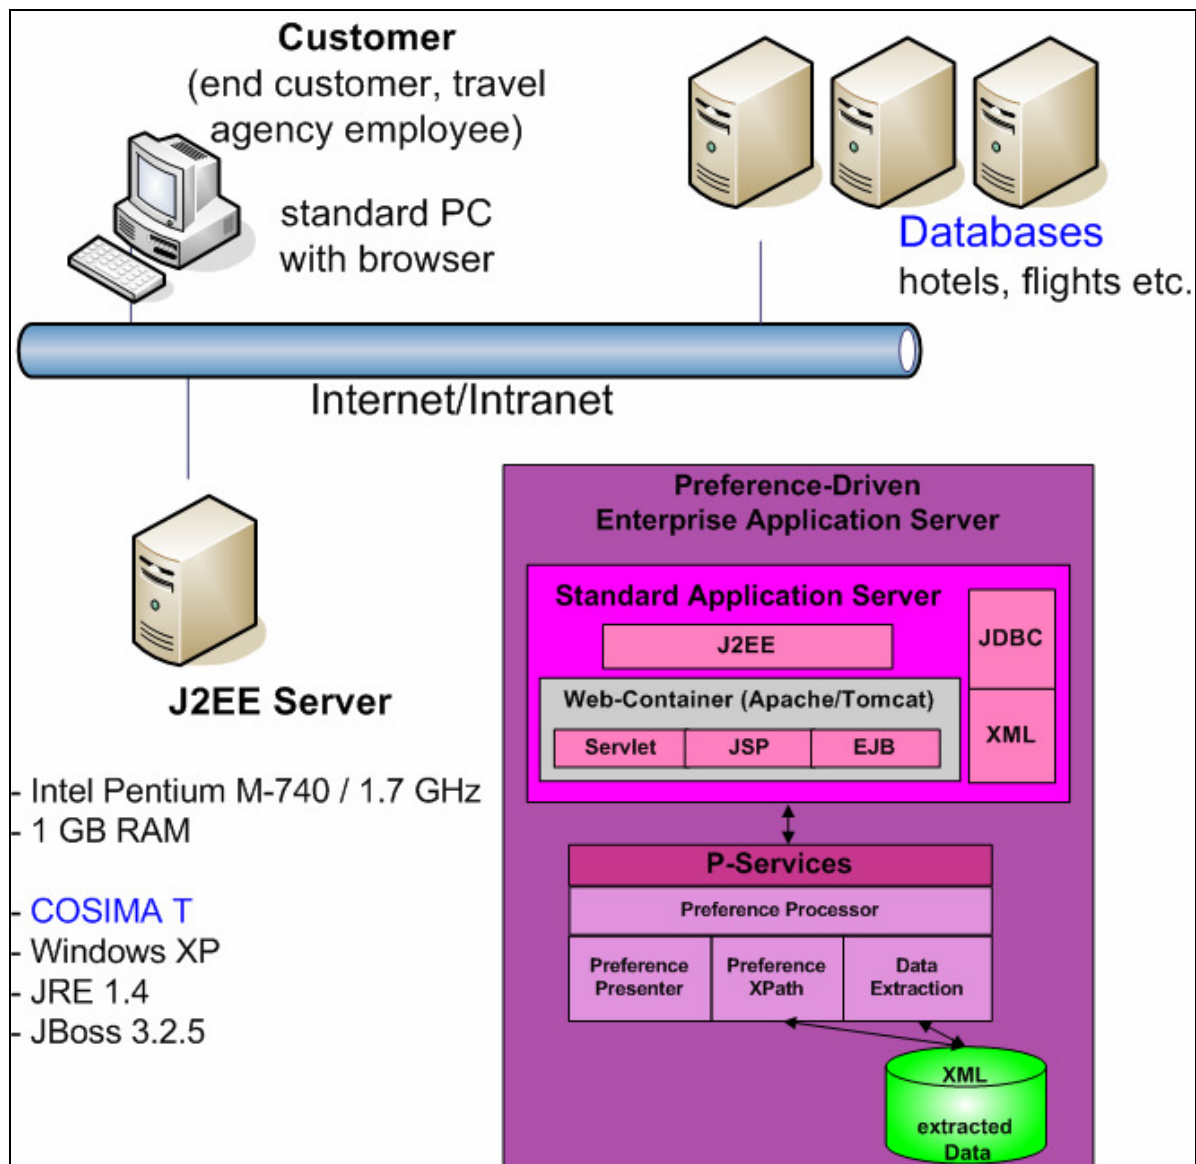 Customer
(end customer, travel
agency employee)
standard PC
with browser
Databases
hotels, flights etc.
Internet/Intranet
J2EE Server
- Intel Pentium M-740 / 1.7 GHz
- 1 GB RAM
- COSIMA T
- Windows XP
- JRE 1.4
- JBoss 3.2.5
Preference-Driven
Enterprise Application Server
Standard Application Server
J2EE
JDBC
Web-Container (Apache/Tomcat)
Servlet
JSP
EJB
XML
P-Services
Preference Processor
Preference
Presenter
Preference
XPath
Data
Extraction
XML
extracted
Data